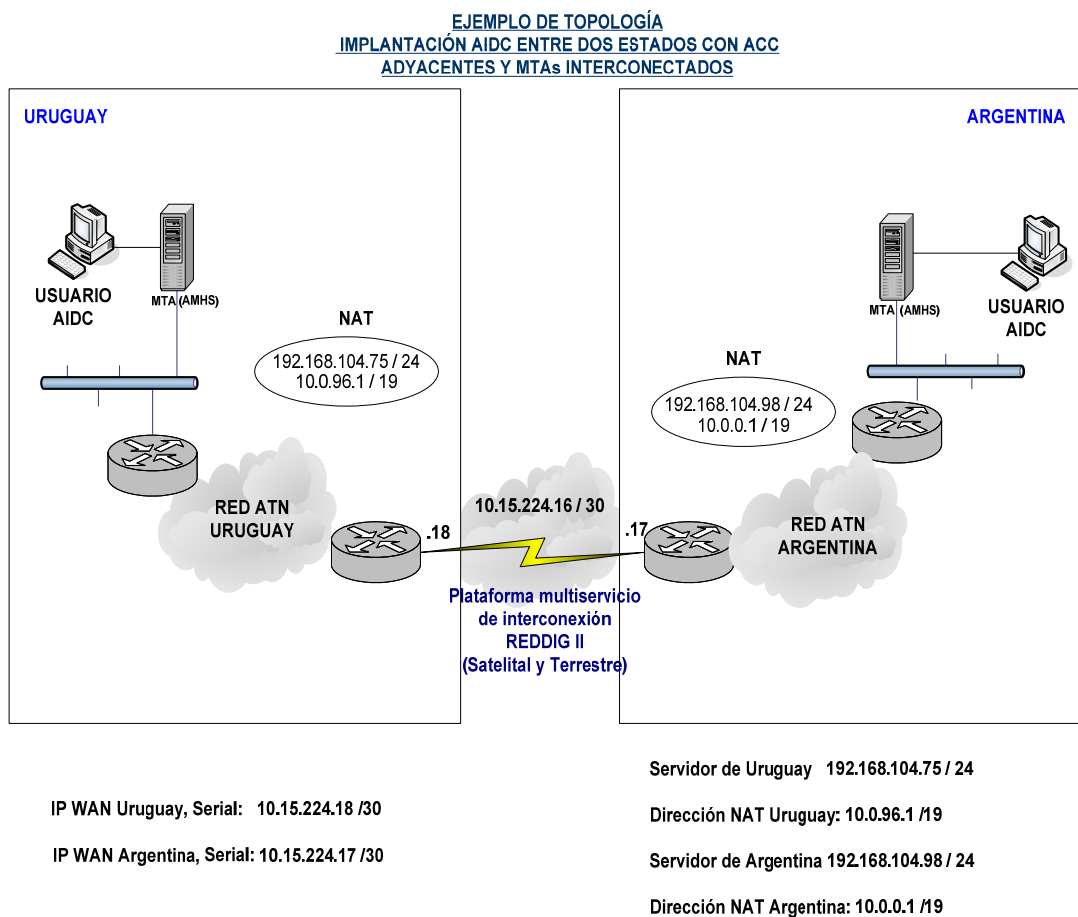 EJEMPLO DE TOPOLOGÍA
IMPLANTACIÓN AIDC ENTRE DOS ESTADOS CON ACC
ADYACENTES Y MTAs INTERCONECTADOS
URUGUAY
USUARIO
AIDC
MTA (AMHS)
NAT
192.168.104.75 / 24
10.0.96.1 / 19
RED ATN
URUGUAY
.18
10.15.224.16 / 30
.17
Plataforma multiservicio
de interconexión
REDDIG II
(Satelital y Terrestre)
ARGENTINA
MTA (AMHS)
USUARIO
AIDC
NAT
192.168.104.98 / 24
10.0.0.1 / 19
RED ATN
ARGENTINA
IP WAN Uruguay, Serial: 10.15.224.18 /30
IP WAN Argentina, Serial: 10.15.224.17 /30
Servidor de Uruguay 192.168.104.75 / 24
Dirección NAT Uruguay: 10.0.96.1 /19
Servidor de Argentina 192.168.104.98 / 24
Dirección NAT Argentina: 10.0.0.1 /19